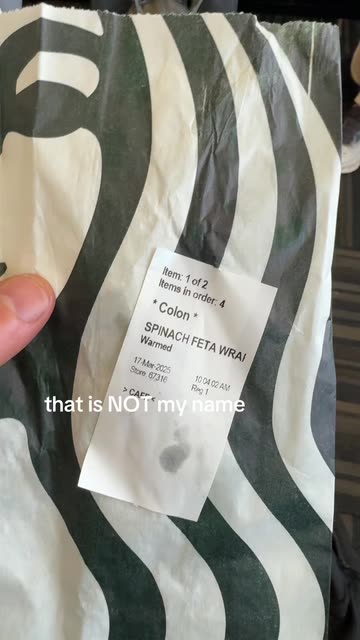 Item: 1 of 2
Items in order: 4
* Colon *
SPINACH FETA WRA
Warmed
17-Mar-2025 10:04:02 AM
Store: 67316 Reg 1
that is NOT my name